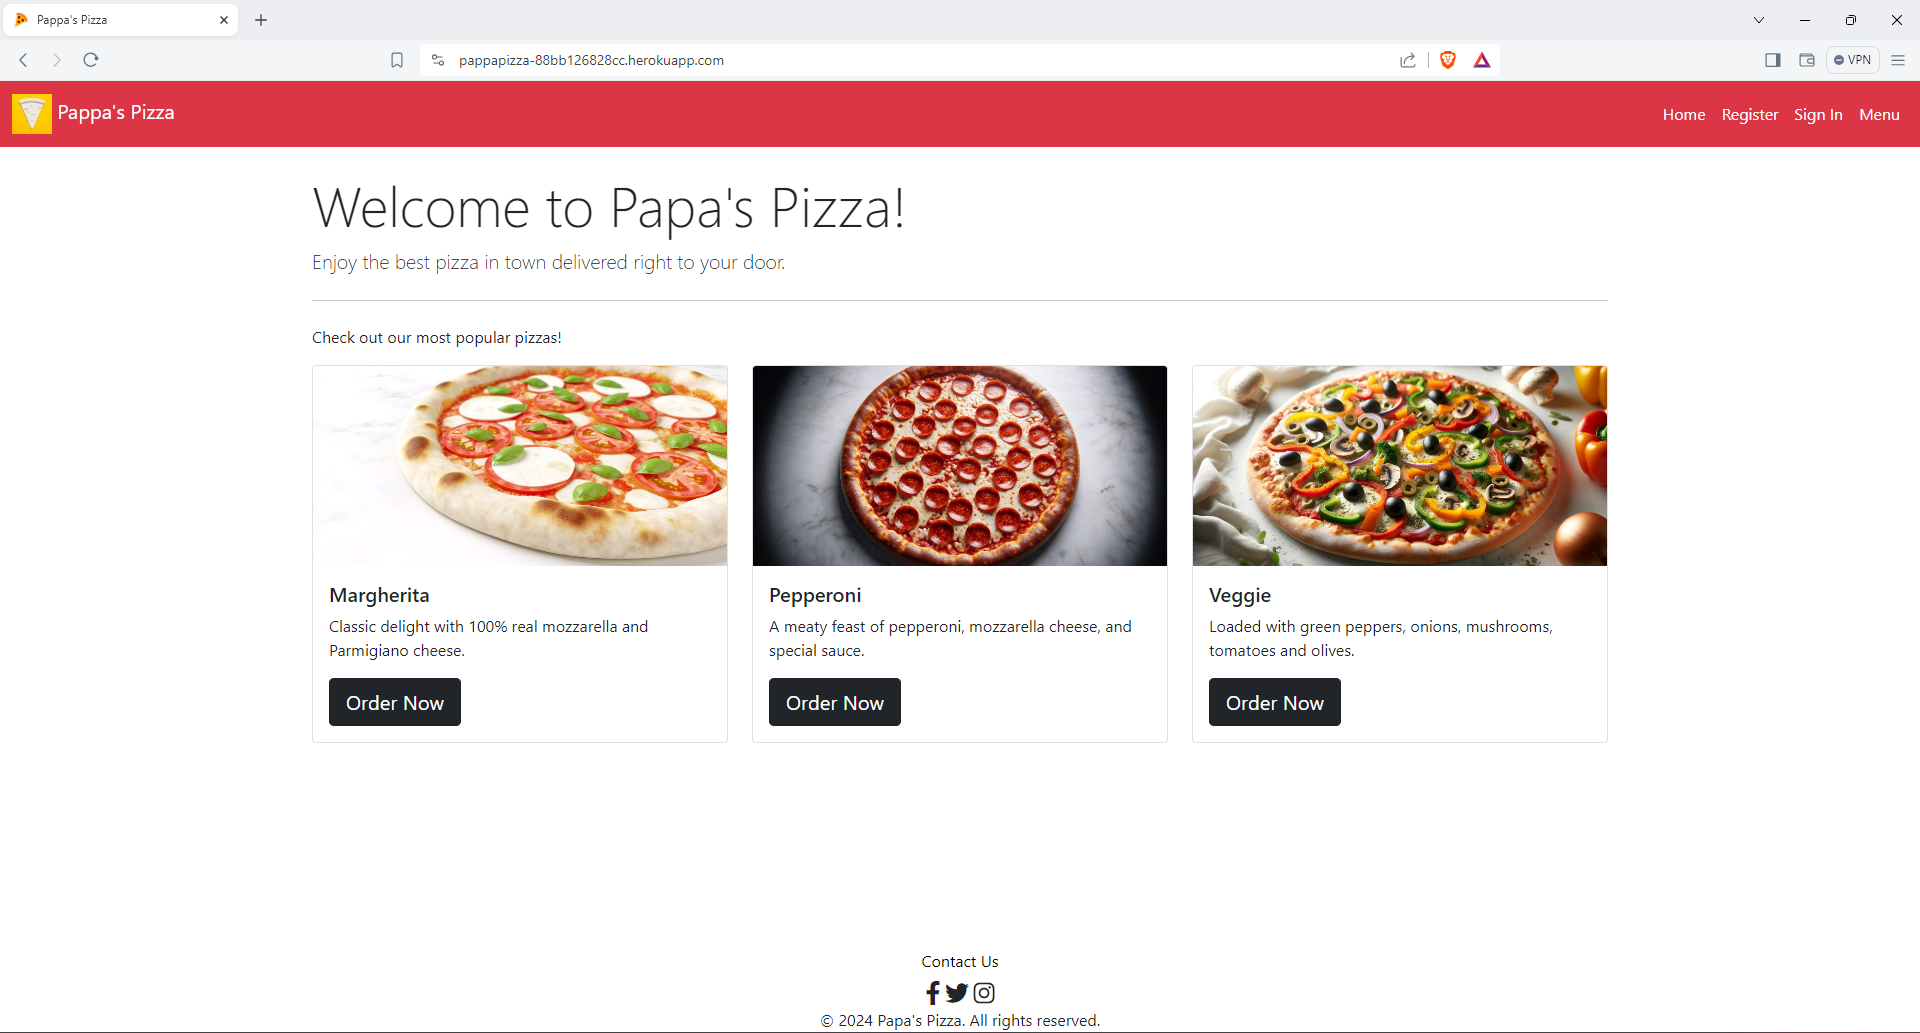 Pappa's Pizza
pappapizza-88bb126828cc.herokuapp.com
VPN
Pappa's Pizza
Home Register Sign In Menu
Welcome to Papa's Pizza!
Enjoy the best pizza in town delivered right to your door.
Check out our most popular pizzas!
Margherita
Classic delight with 100% real mozzarella and
Parmigiano cheese.
Order Now
Pepperoni
A meaty feast of pepperoni, mozzarella cheese, and
special sauce.
Order Now
Veggie
Loaded with green peppers, onions, mushrooms,
tomatoes and olives.
Order Now
Contact Us
© 2024 Papa's Pizza. All rights reserved.